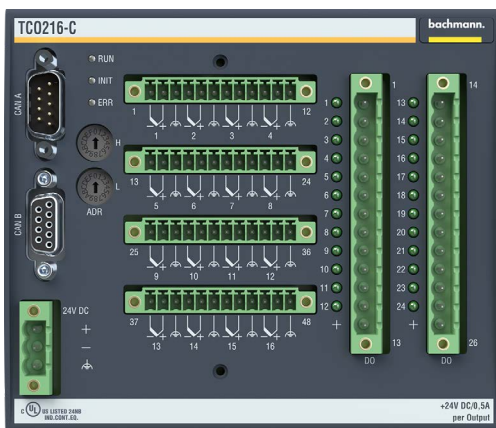 TCO216-C
bachmann.
RUN
INIT
ERR
CAN A
1
12
1 2 3 4
H
13
24
5 6 7 8
L
ADR
CAN B
25
36
9 10 11 12
24V DC
+
–
37
48
13 14 15 16
1
1
2
3
4
5
6
7
8
9
10
11
12
+
13
DO
14
13
14
15
16
17
18
19
20
21
22
23
24
+
26
DO
c UL US LISTED 24NB
IND.CONT.EQ.
+24V DC/0,5A
per Output